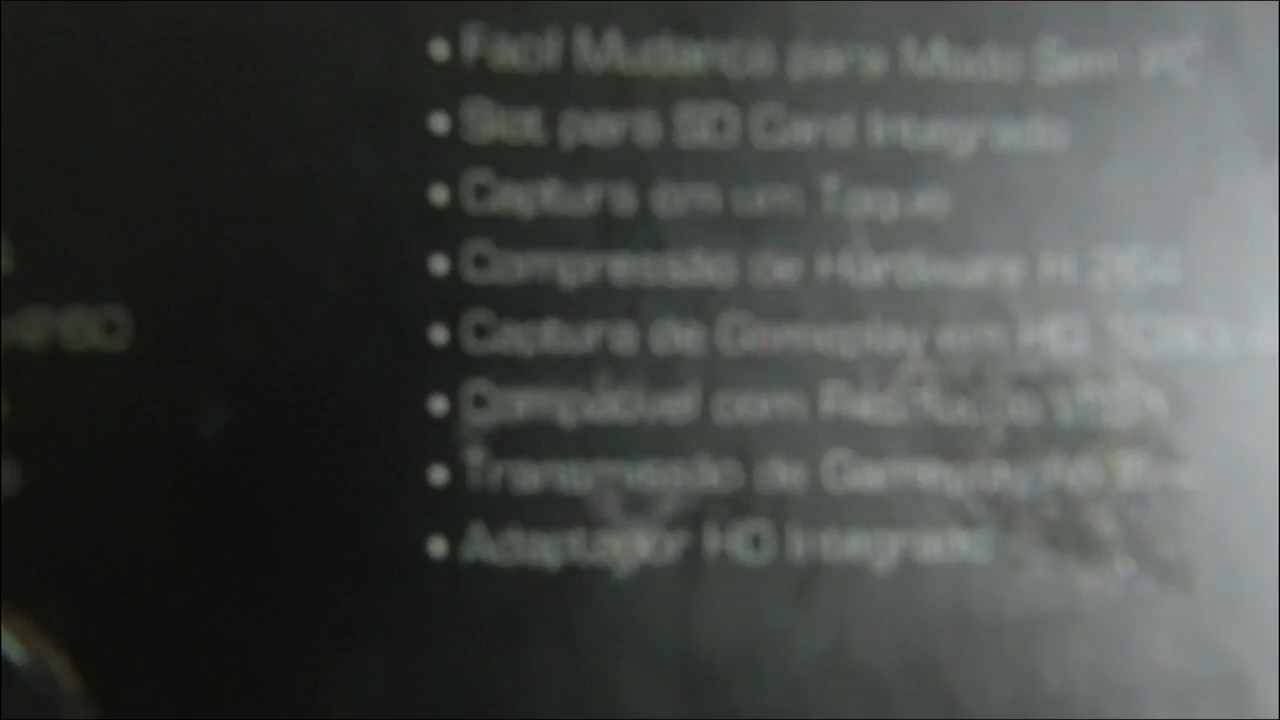 • Fácil Mudança para Modo Sem PC
• Slot para SD Card Integrado
• Captura em um Toque
• Compressão de Hardware H.264
• Captura de Gameplay em HD
• Compatível com
• Transmissão de Gameplay
• Adaptador HD Integrado